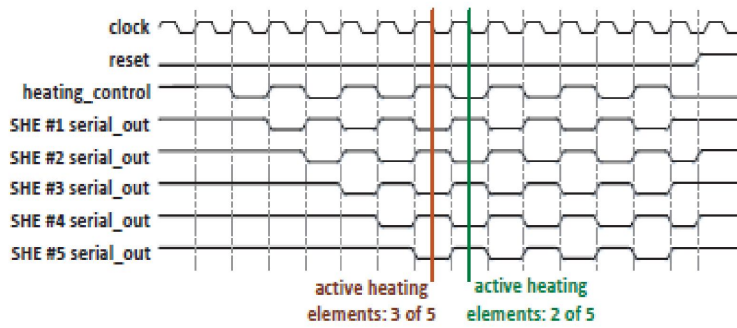 clock
reset
heating_control
SHE #1 serial_out
SHE #2 serial_out
SHE #3 serial_out
SHE #4 serial_out
SHE #5 serial_out
active heating
elements: 3 of 5
active heating
elements: 2 of 5